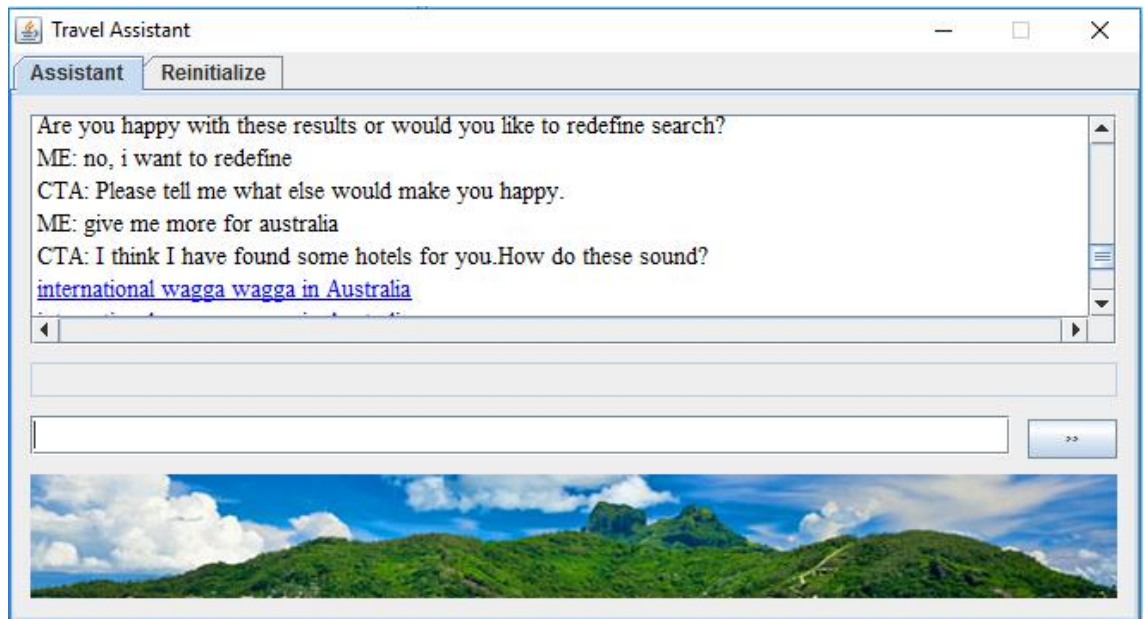 Travel Assistant
Assistant Reinitialize
Are you happy with these results or would you like to redefine search?
ME: no, i want to redefine
CTA: Please tell me what else would make you happy.
ME: give me more for australia
CTA: I think I have found some hotels for you.How do these sound?
international wagga wagga in Australia
>>